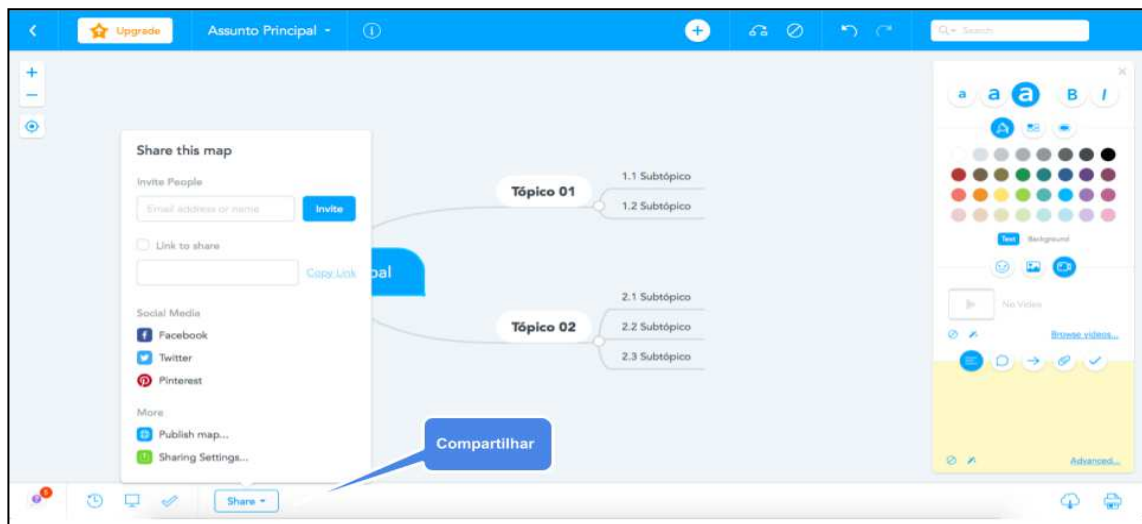 Upgrade
Assunto Principal
Search
Share this map
Invite People
Email address or name
Invite
Link to share
Copy Link
Social Media
Facebook
Twitter
Pinterest
More
Publish map...
Sharing Settings...
pal
Tópico 01
1.1 Subtópico
1.2 Subtópico
Tópico 02
2.1 Subtópico
2.2 Subtópico
2.3 Subtópico
Compartilhar
a a a B I
Text Background
No Video
Browse videos...
Advanced...
Share